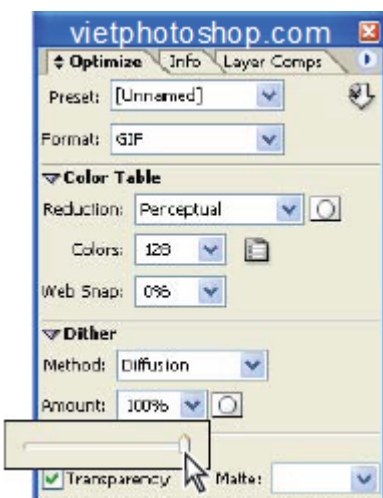 vietphotoshop.com
Optimize Info Layer Comps
Preset: [Unnamed]
Format: GIF
Color Table
Reduction: Perceptual
Colors: 128
Web Snap: 0%
Dither
Method: Diffusion
Amount: 100%
Transparency Matte: